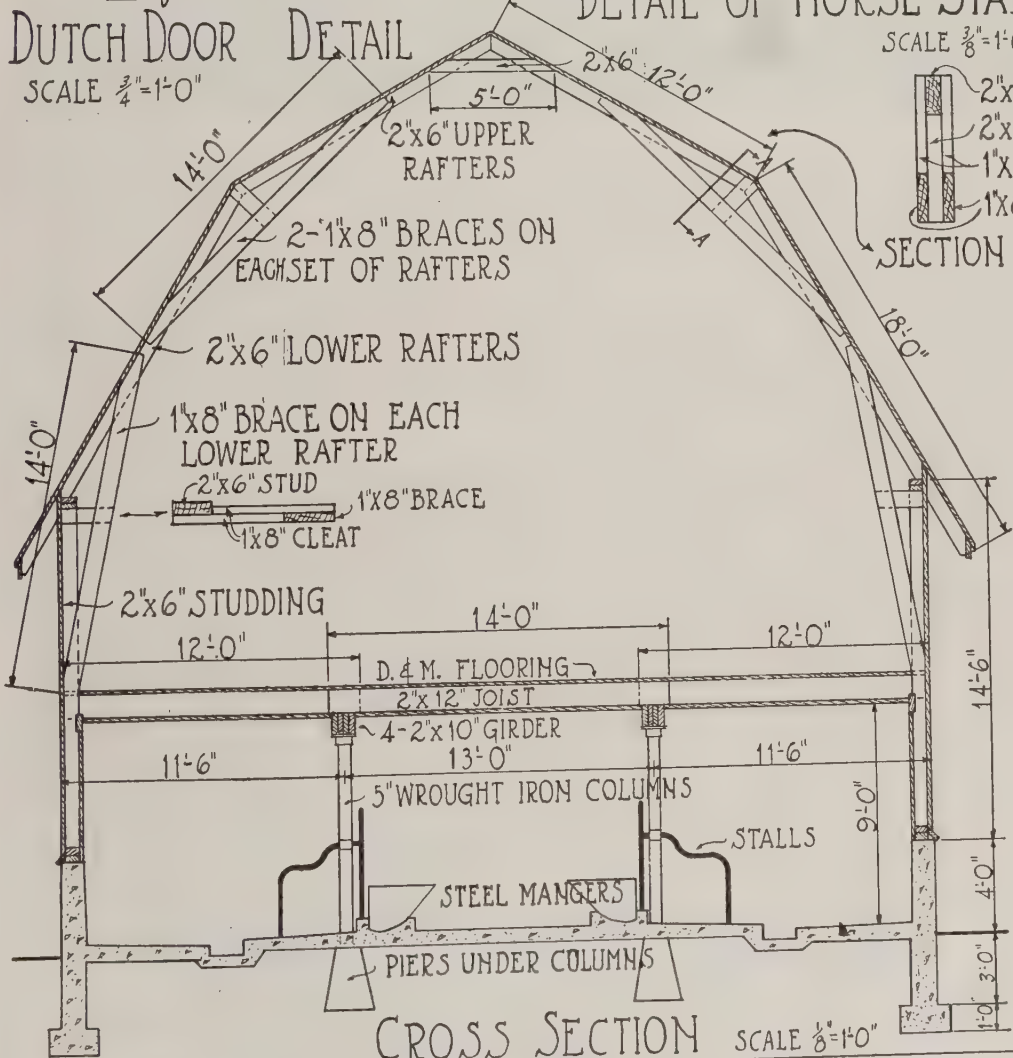 DUTCH DOOR DETAIL
SCALE 3/4"=1'-0"
DETAIL OF HORSE
SCALE 3/8"=1'-0
2"x6"
12'-0"
5'-0"
2"x6" UPPER
RAFTERS
14'-0"
2"x
2"x
1"x
1"x
2-1"x8" BRACES ON
EACH SET OF RAFTERS
A
A
SECTION
18'-0"
2"x6" LOWER RAFTERS
14'-0"
1"x8" BRACE ON EACH
LOWER RAFTER
2"x6" STUD
1"x8" BRACE
1"x8" CLEAT
2"x6" STUDDING
14'-0"
12'-0"
12'-0"
D. & M. FLOORING
2"x12" JOIST
4-2"x10" GIRDER
14'-6"
11'-6"
13'-0"
11'-6"
5" WROUGHT IRON COLUMNS
9'-0"
STALLS
STEEL MANGERS
4'-0"
PIERS UNDER COLUMNS
3'-0"
1'-0"
CROSS SECTION SCALE 1/8"=1'-0"